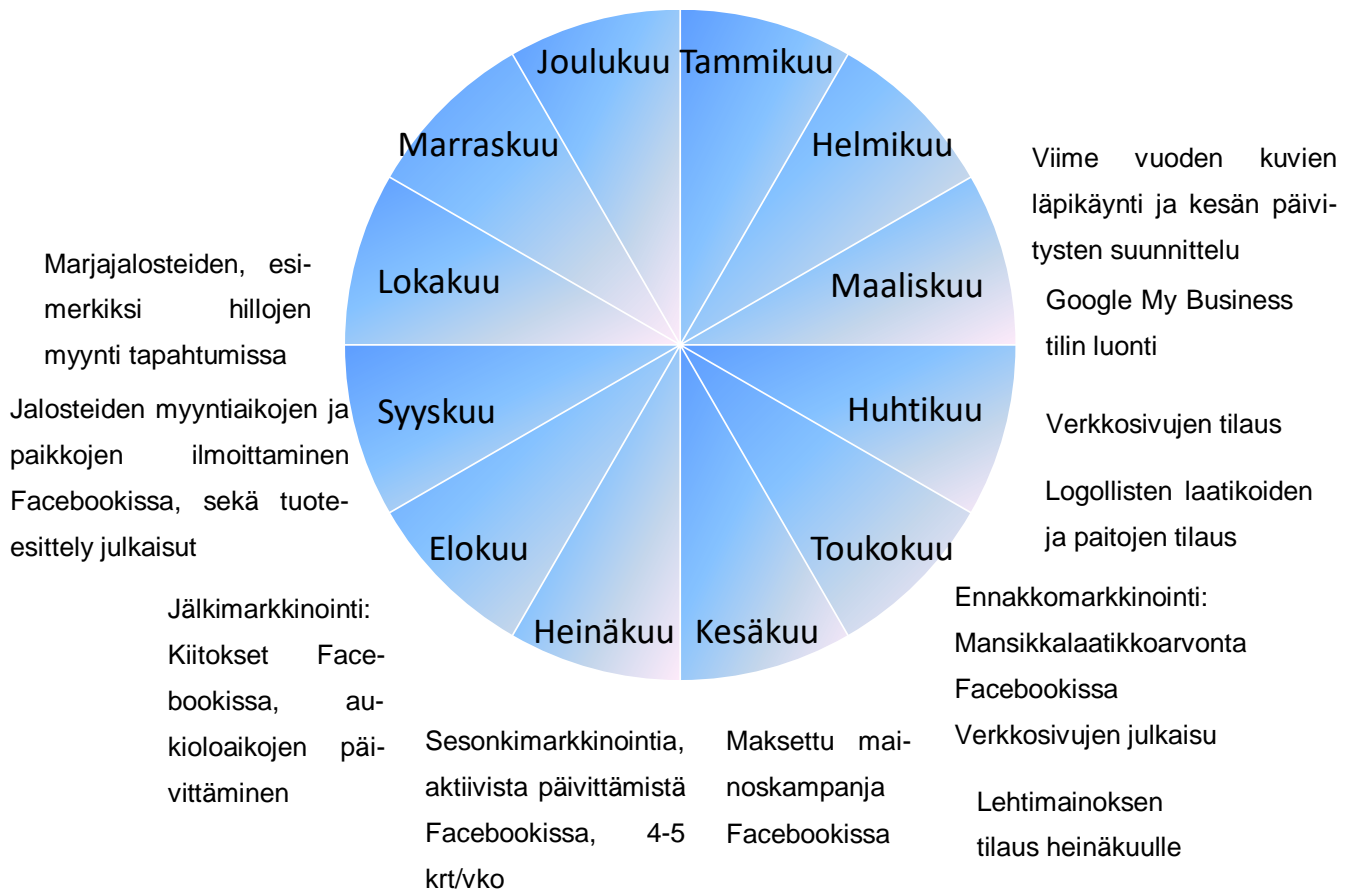 Joulukuu
Tammikuu
Helmikuu
Maaliskuu
Huhtikuu
Toukokuu
Kesäkuu
Heinäkuu
Elokuu
Syyskuu
Lokakuu
Marraskuu
Viime vuoden kuvien
läpikäynti ja kesän päivi-
tysten suunnittelu
Google My Business
tilin luonti
Verkkosivujen tilaus
Logollisten laatikoiden
ja paitojen tilaus
Ennakkomarkkinointi:
Mansikkalaatikkoarvonta
Facebookissa
Verkkosivujen julkaisu
Lehtimainoksen
tilaus heinäkuulle
Maksettu mai-
noskampanja
Facebookissa
Sesonkimarkkinointia,
aktiivista päivittämistä
Facebookissa, 4-5
krt/vko
Jälkimarkkinointi:
Kiitokset Face-
bookissa, au-
kioloaikojen päi-
vittäminen
Jalosteiden myyntiaikojen ja
paikkojen ilmoittaminen
Facebookissa, sekä tuote-
esittely julkaisut
Marjajalosteiden, esi-
merkiksi hillojen
myynti tapahtumissa